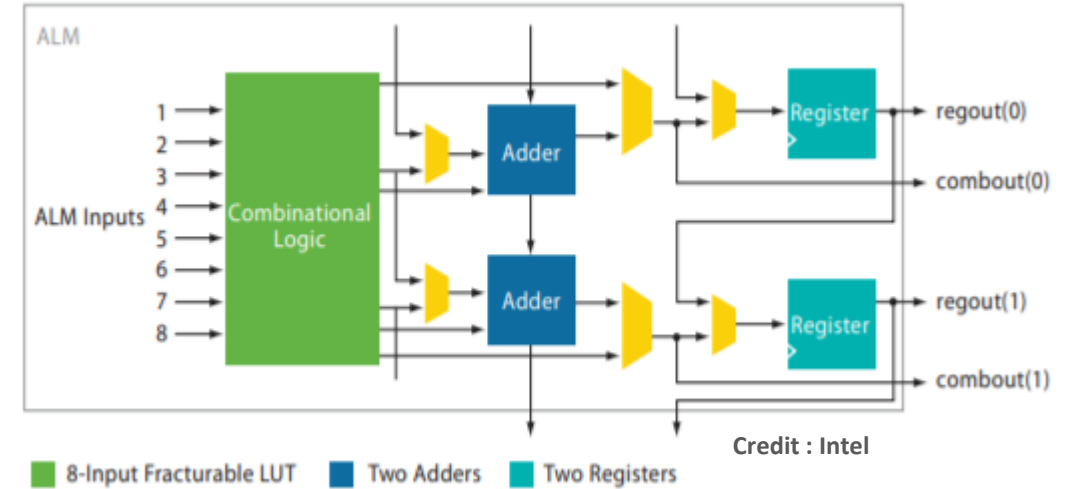 ALM
ALM Inputs
1
2
3
4
5
6
7
8
Combinational
Logic
Adder
Adder
Register
Register
regout(0)
combout(0)
regout(1)
combout(1)
Credit : Intel
8-Input Fracturable LUT
Two Adders
Two Registers